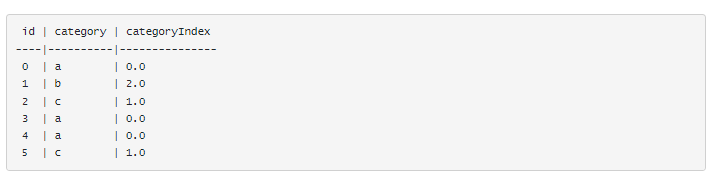 id | category | categoryIndex
----|----------|---------------
0 | a | 0.0
1 | b | 2.0
2 | c | 1.0
3 | a | 0.0
4 | a | 0.0
5 | c | 1.0